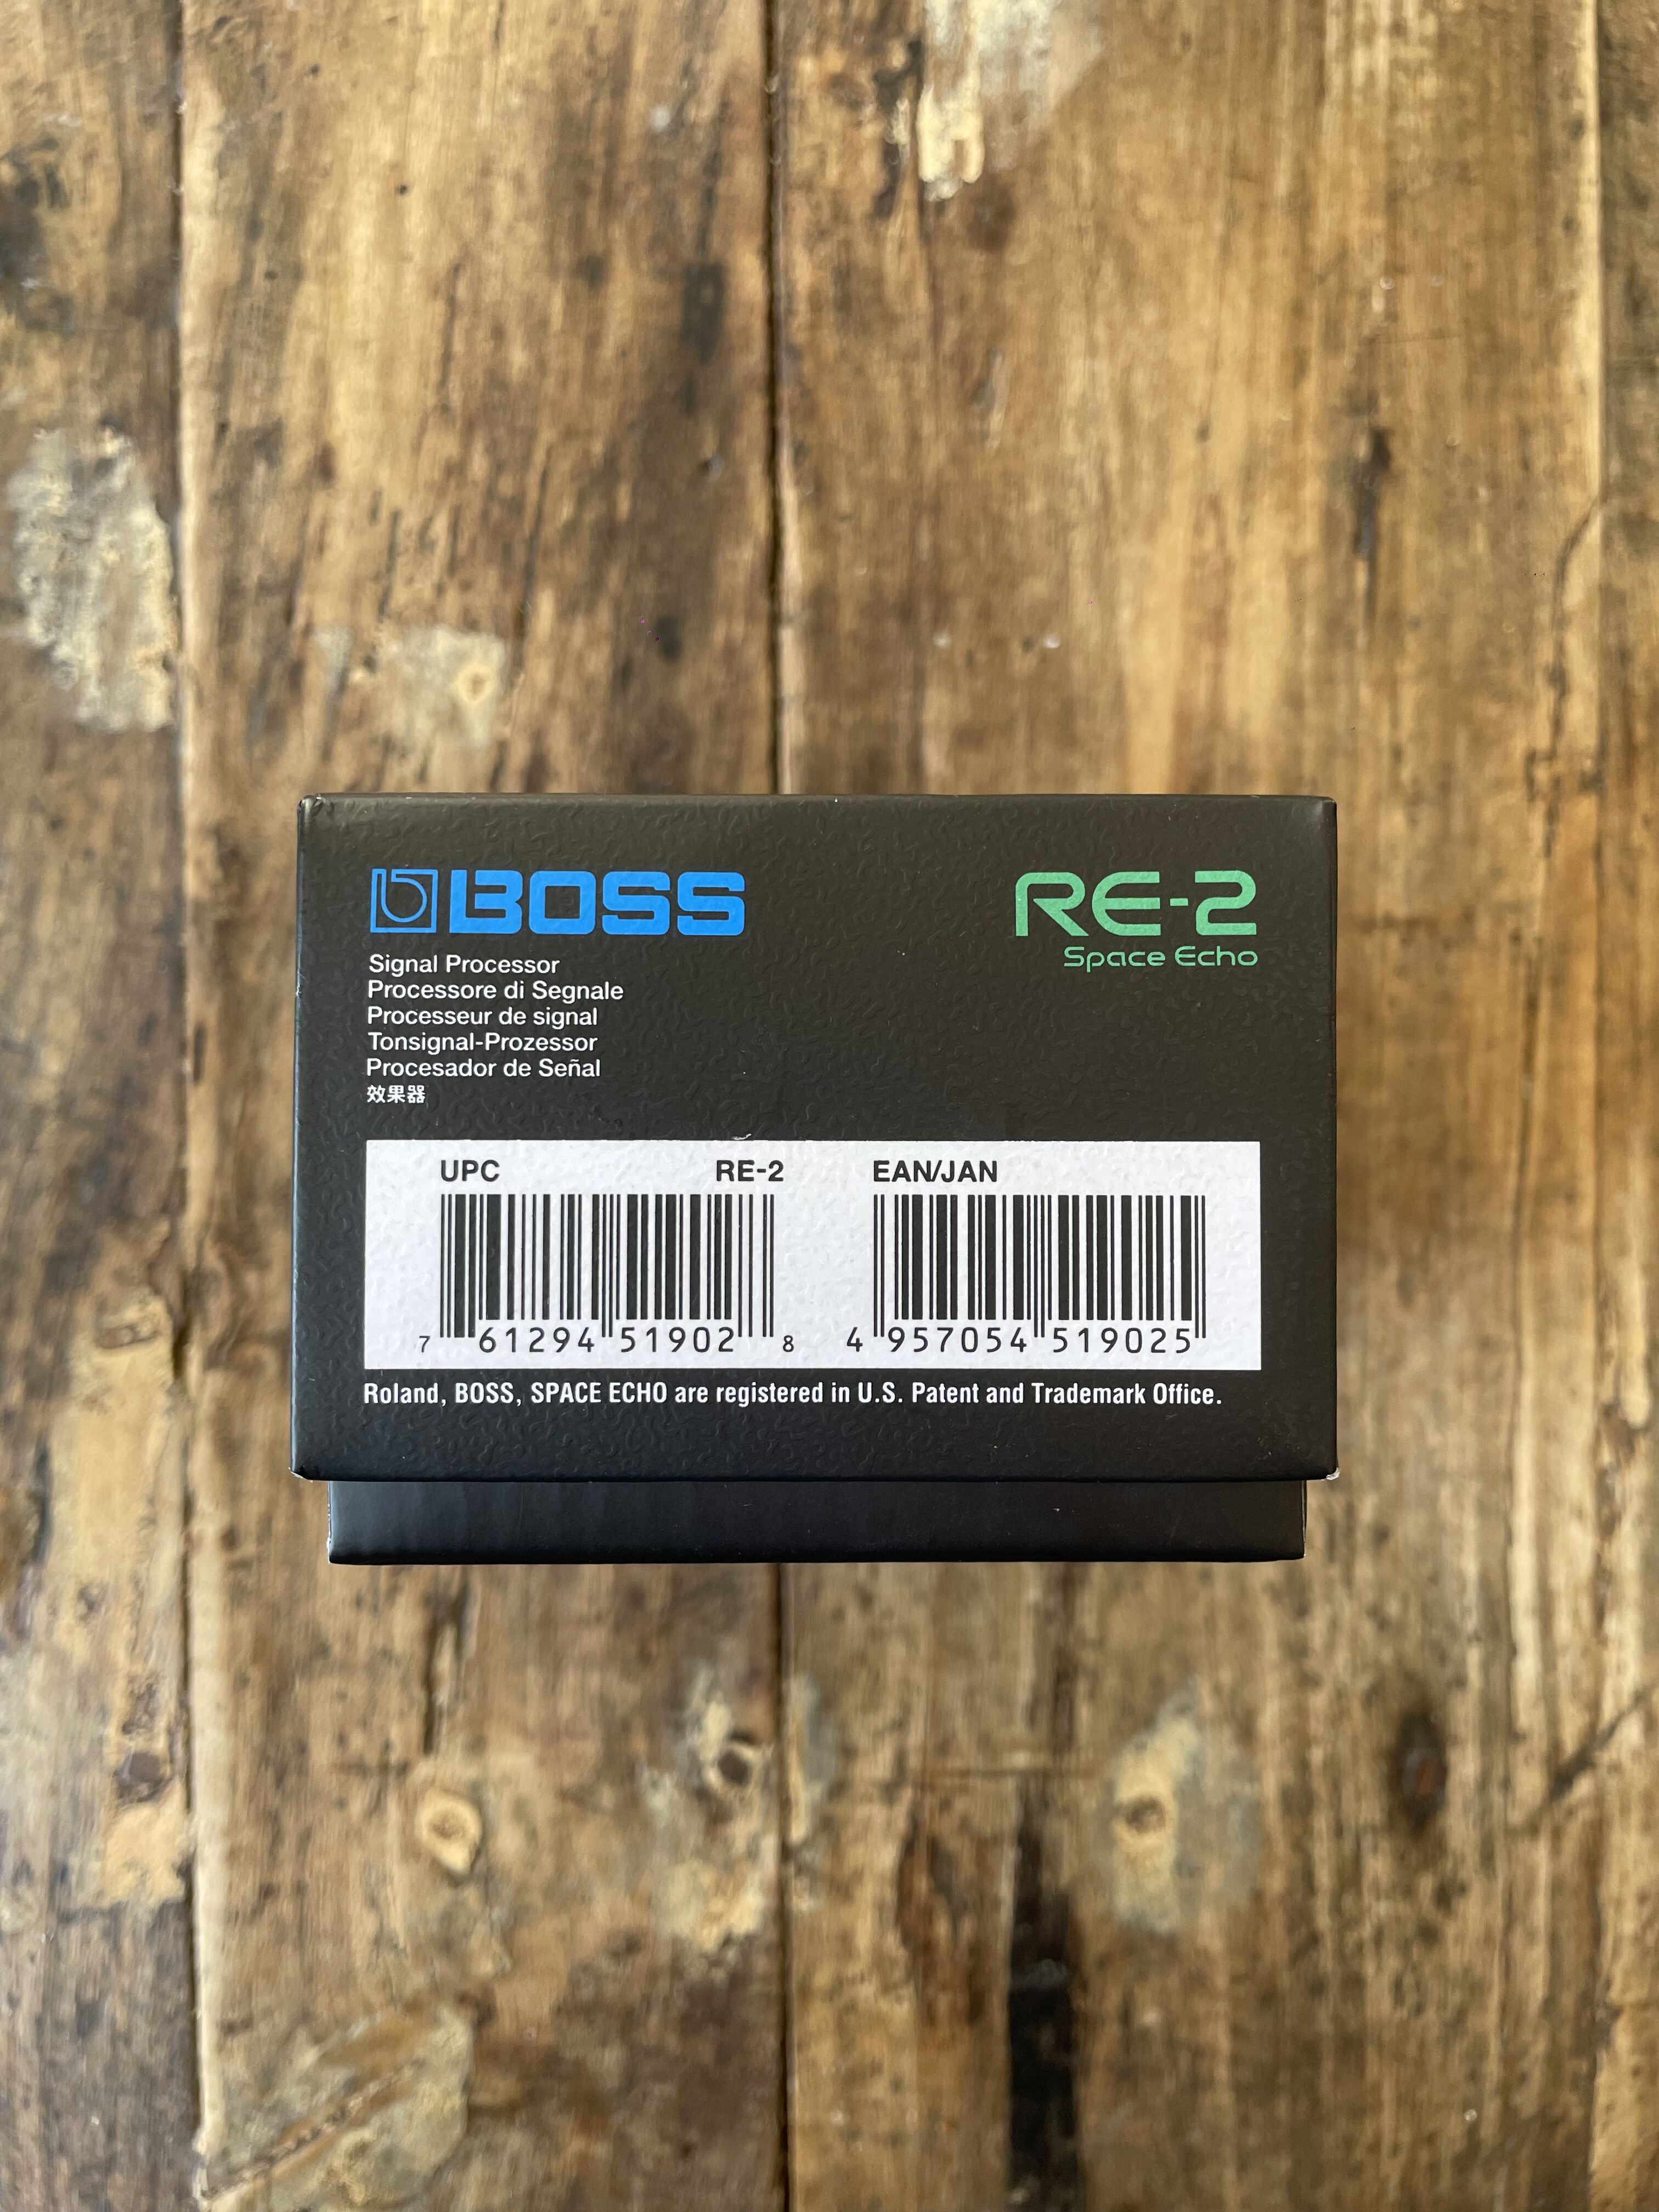 BOSS
RE-2
Space Echo
Signal Processor
Processore di Segnale
Processeur de signal
Tonsignal-Prozessor
Procesador de Señal
效果器
UPC RE-2 EAN/JAN
7 61294 51902 8 4 957054 519025
Roland, BOSS, SPACE ECHO are registered in U.S. Patent and Trademark Office.